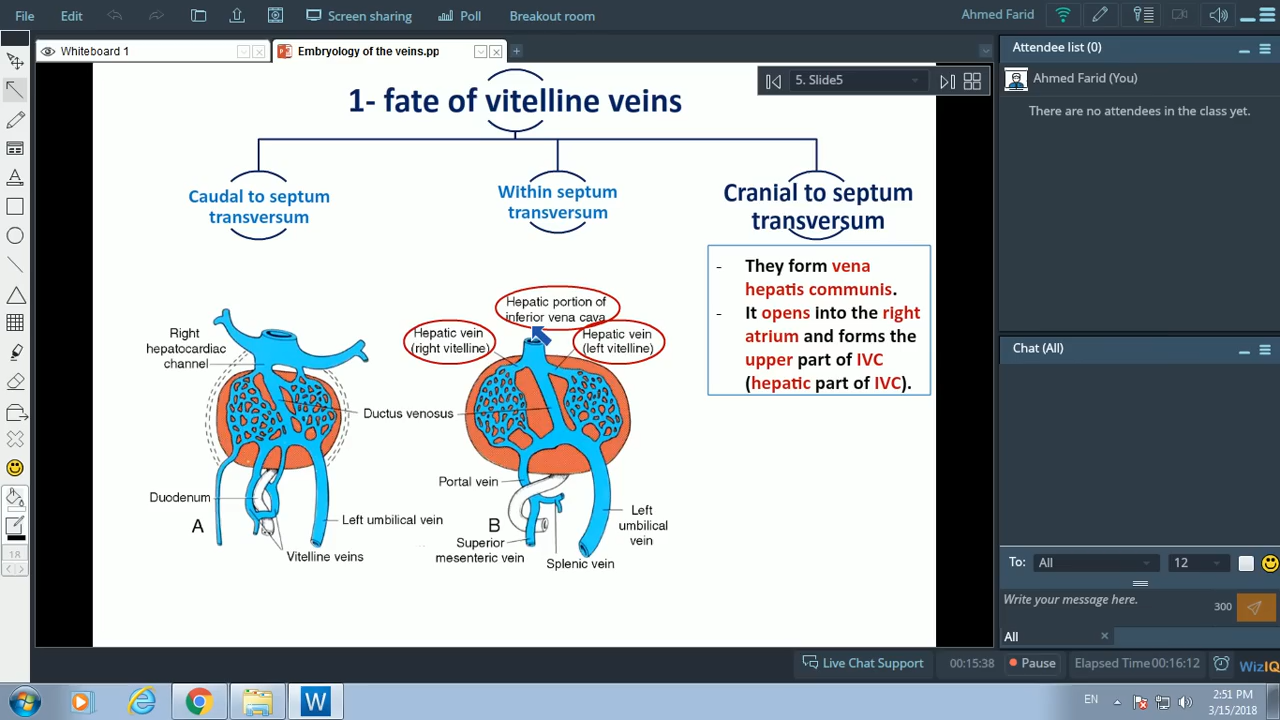 File
Screen sharing
Poll
Breakout room
Ahmed Farid
Whiteboard 1
Embryology of the veins.pp
5. Slide5
Attendee list (0)
Ahmed Farid (You)
There are no attendees in the class yet.
1- fate of vitelline veins
Caudal to septum
transversum
Within septum
transversum
Cranial to septum
transversum
- They form vena
hepatis communis.
- It opens into the right
atrium and forms the
upper part of IVC
(hepatic part of IVC).
Right
hepatocardiac
channel
Hepatic portion of
inferior vena cava
Hepatic vein
(right vitelline)
Hepatic vein
(left vitelline)
Ductus venosus
Duodenum
A
Left umbilical vein
Vitelline veins
Portal vein
B
Superior
mesenteric vein
Splenic vein
Left
umbilical
vein
Chat (All)
To: All 12
Write your message here.
300
All
Live Chat Support
00:15:38
Pause
Elapsed Time 00:16:12
WizIQ
EN
2:51 PM
3/15/2018